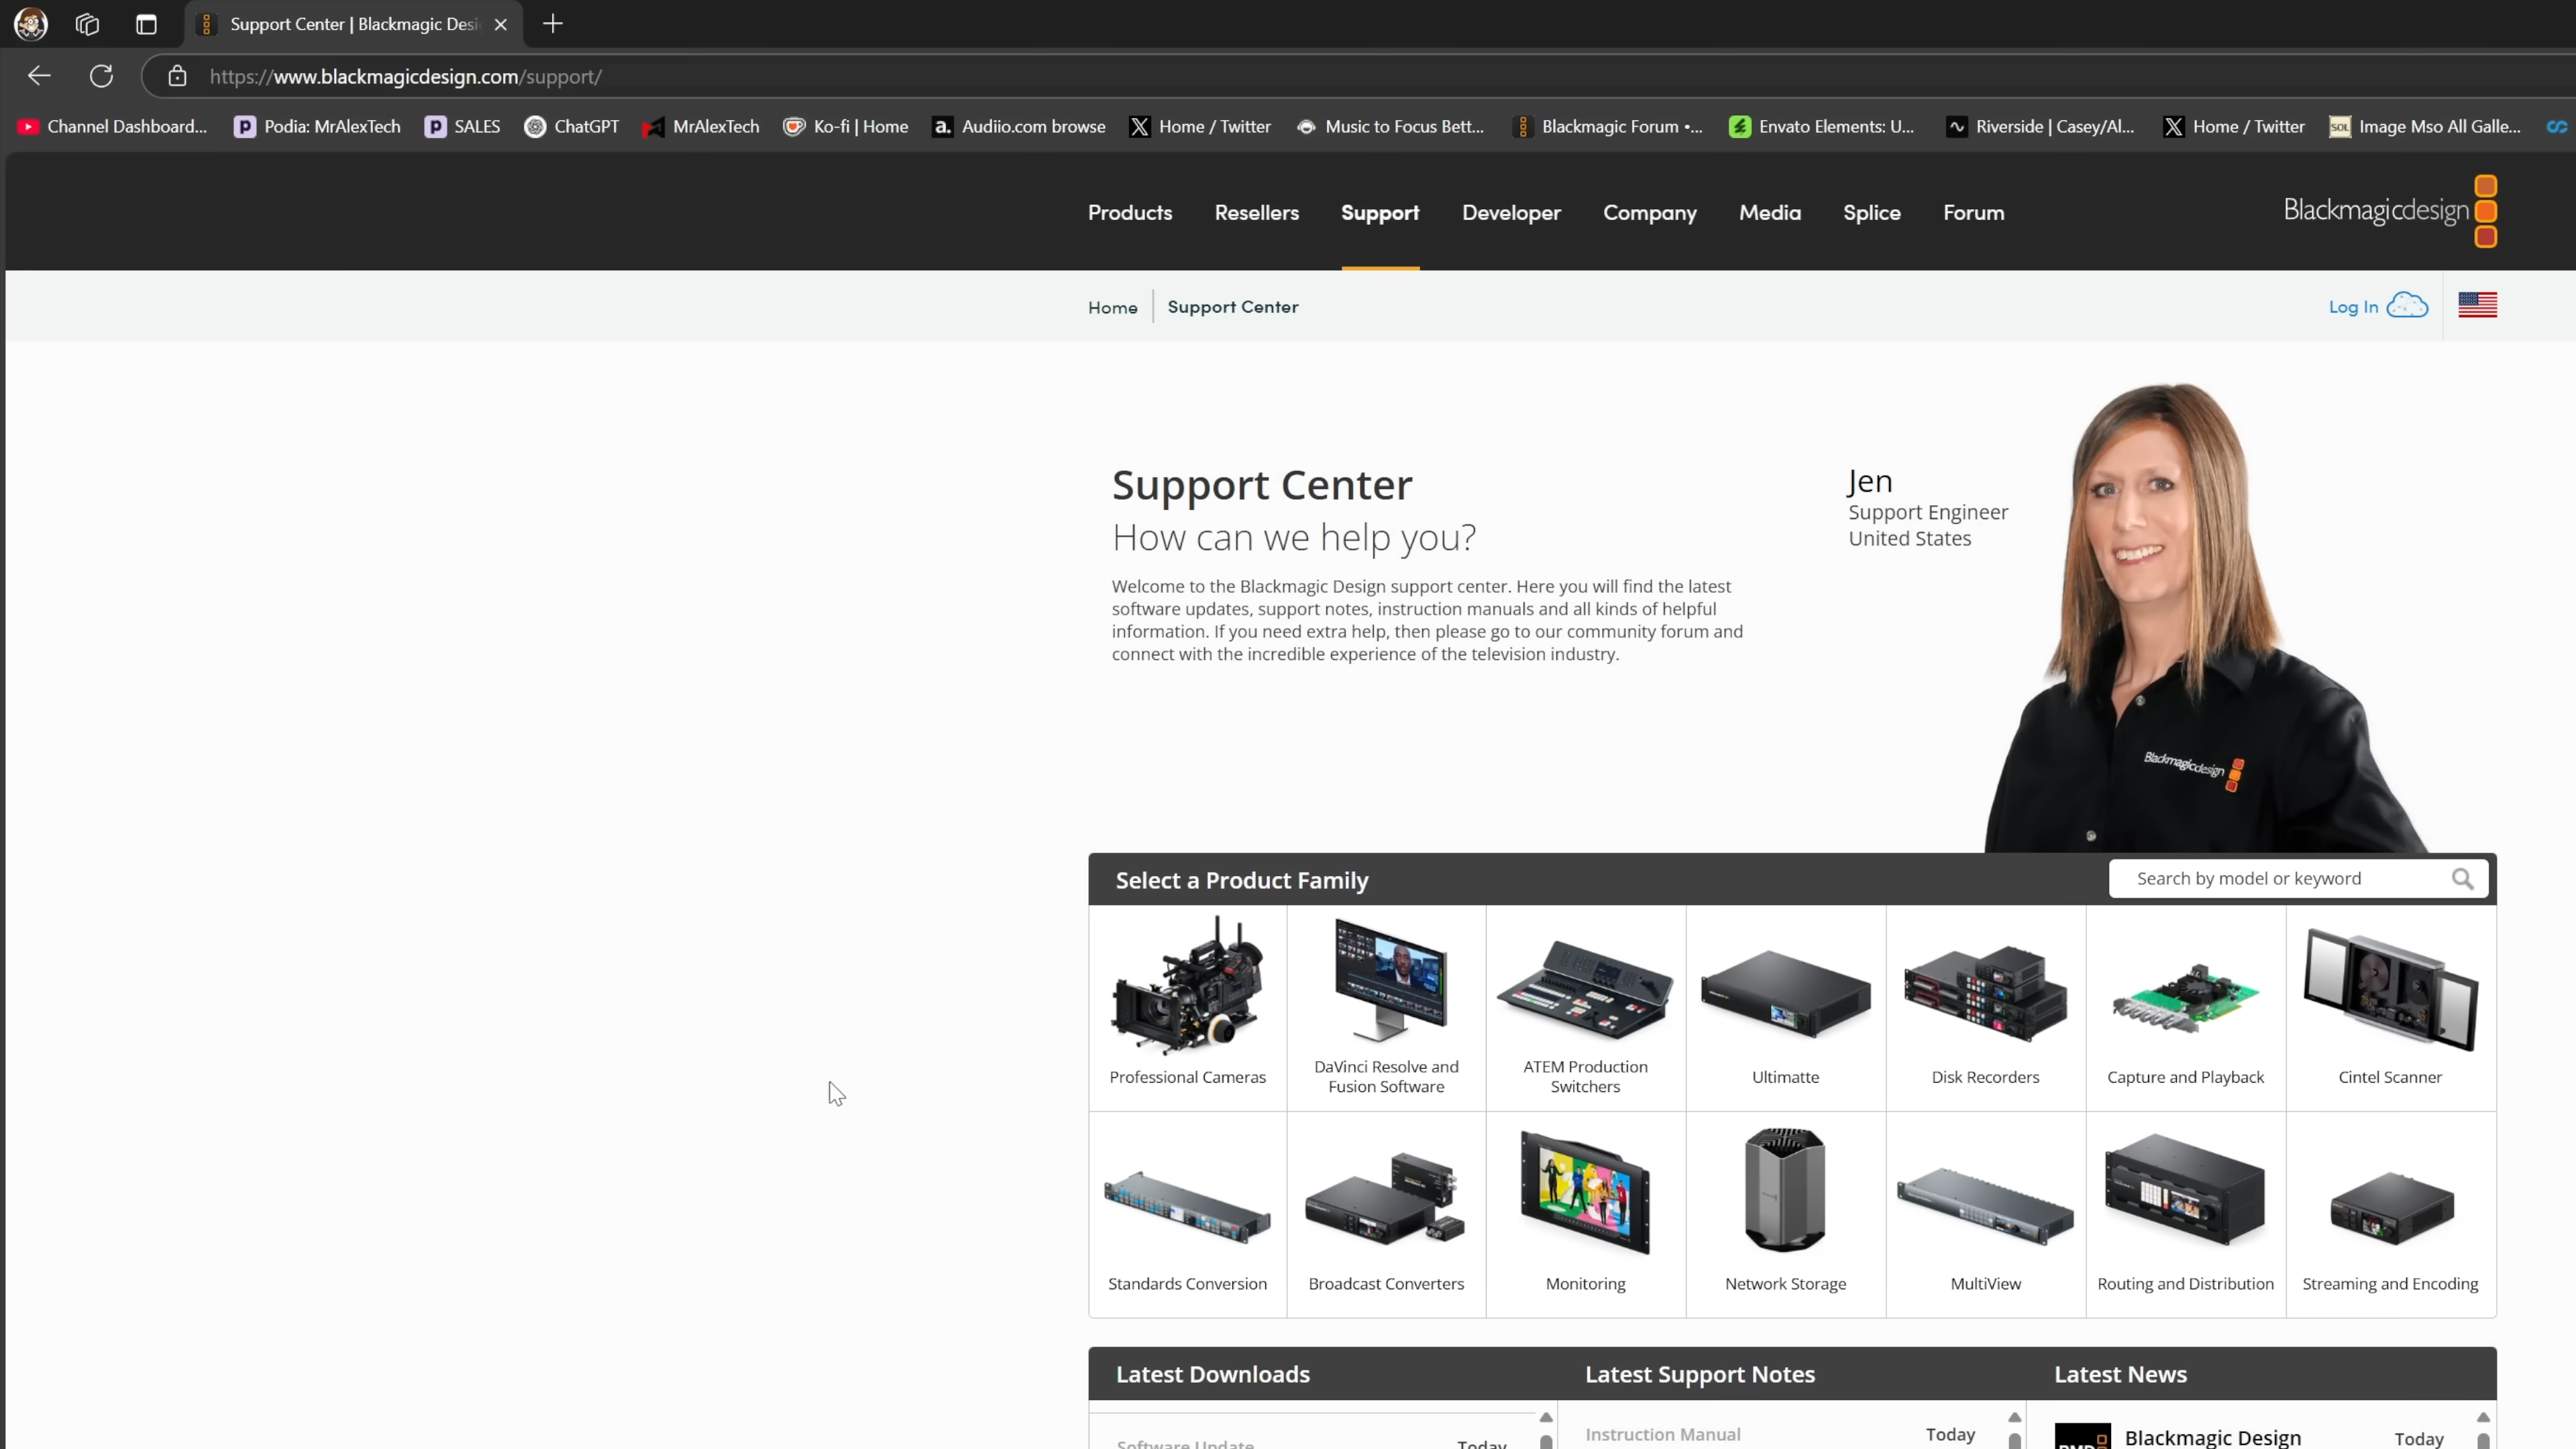 Support Center | Blackmagic Desi
https://www.blackmagicdesign.com/support/
Channel Dashboard... Podia: MrAlexTech SALES ChatGPT MrAlexTech Ko-fi | Home Audiio.com browse Home / Twitter Music to Focus Bett... Blackmagic Forum •... Envato Elements: U... Riverside | Casey/Al... Home / Twitter Image Mso All Galle...
Products Resellers Support Developer Company Media Splice Forum
Blackmagicdesign
Home Support Center
Log In
Support Center
How can we help you?
Welcome to the Blackmagic Design support center. Here you will find the latest
software updates, support notes, instruction manuals and all kinds of helpful
information. If you need extra help, then please go to our community forum and
connect with the incredible experience of the television industry.
Jen
Support Engineer
United States
Blackmagicdesign
Select a Product Family
Search by model or keyword
Professional Cameras
DaVinci Resolve and
Fusion Software
ATEM Production
Switchers
Ultimatte
Disk Recorders
Capture and Playback
Cintel Scanner
Standards Conversion
Broadcast Converters
Monitoring
Network Storage
MultiView
Routing and Distribution
Streaming and Encoding
Latest Downloads
Software Update Today
Latest Support Notes
Instruction Manual Today
Latest News
Blackmagic Design Today